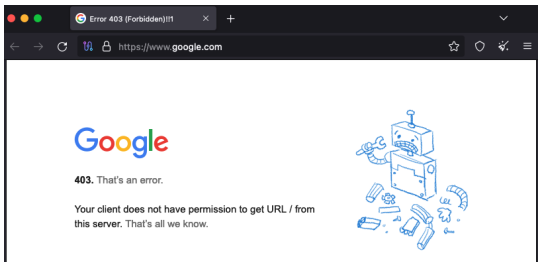 Error 403 (Forbidden)!!1
https://www.google.com
Google
403. That's an error.
Your client does not have permission to get URL / from
this server. That's all we know.